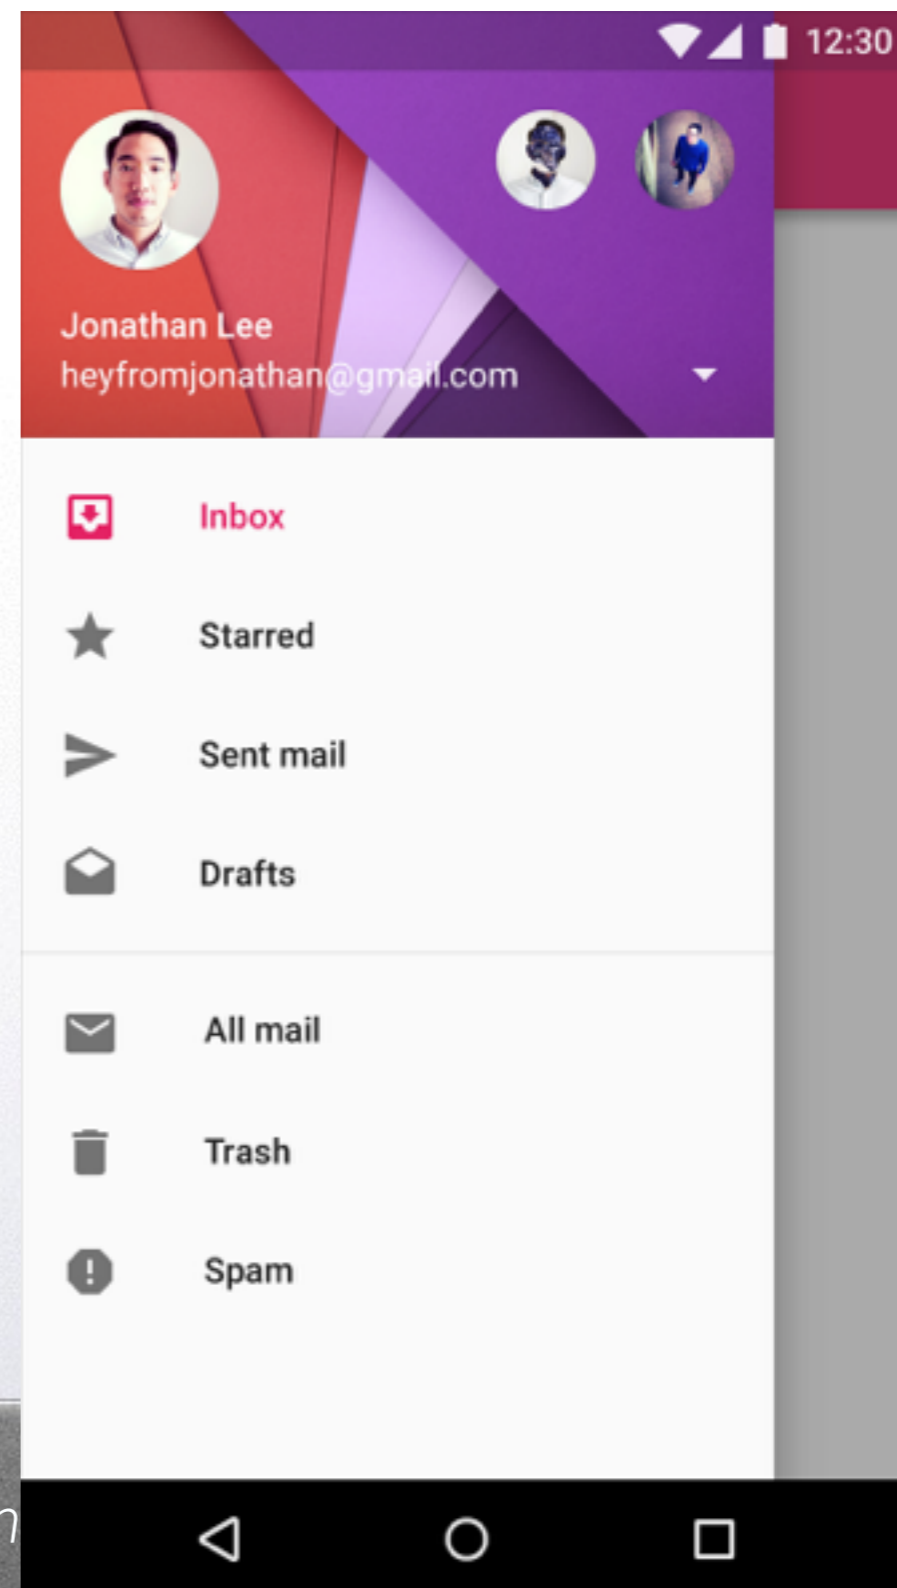 12:30
Jonathan Lee
heyfromjonathan@gmail.com
Inbox
Starred
Sent mail
Drafts
All mail
Trash
Spam
n